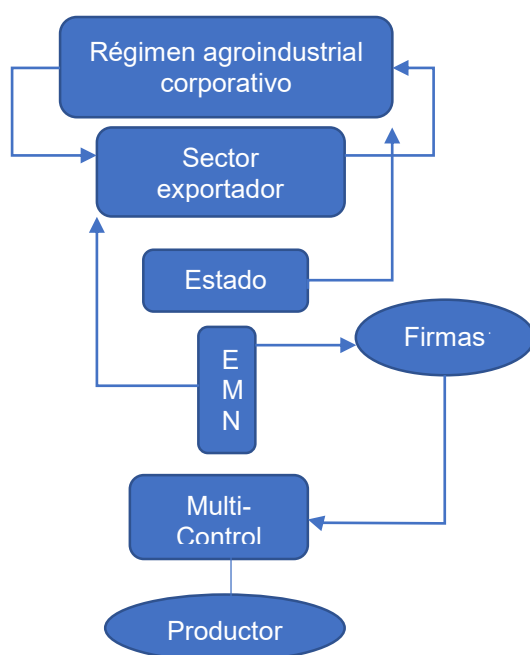 Régimen agroindustrial
corporativo
Sector
exportador
Estado
Firmas
E
M
N
Multi-
Control
Productor